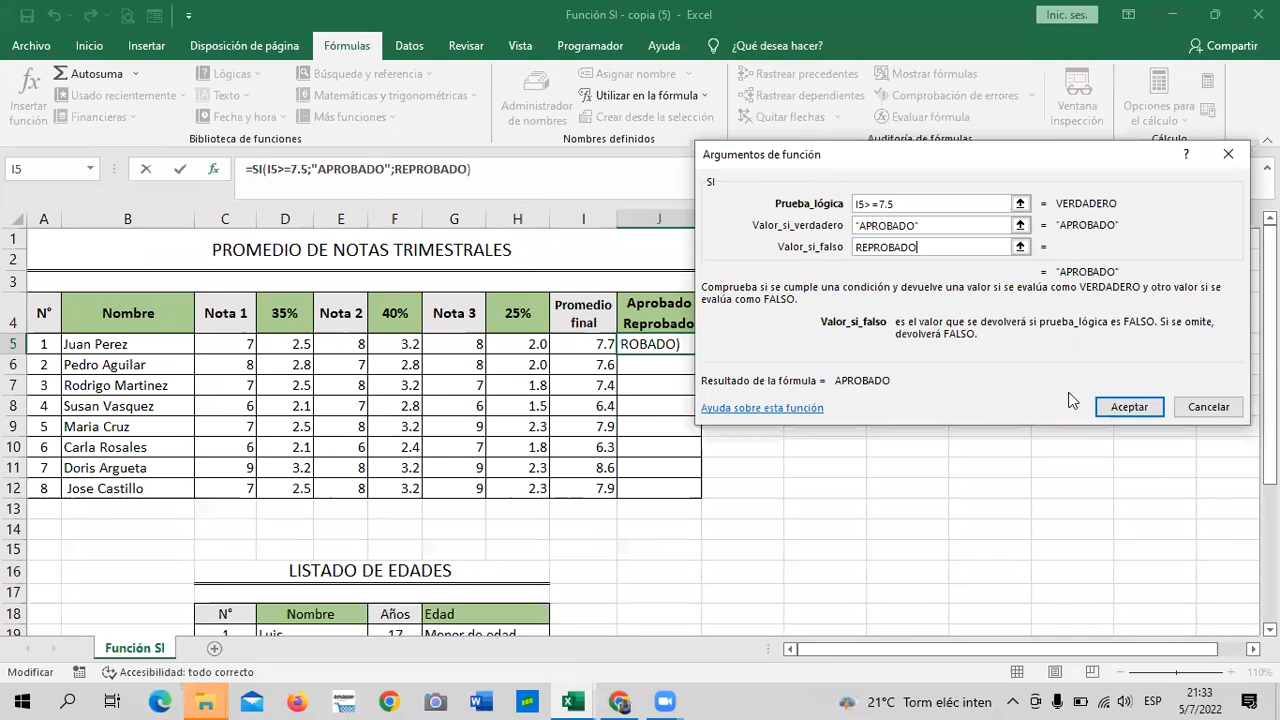 Función SI - copia (5) - Excel
Inic. ses.
Archivo Inicio Insertar Disposición de página Fórmulas Datos Revisar Vista Programador Ayuda ¿Qué desea hacer? Compartir
Insertar función
Autosuma
Usado recientemente
Financieras
Lógicas
Texto
Fecha y hora
Búsqueda y referencia
Matemáticas y trigonométricas
Más funciones
Biblioteca de funciones
Administrador de nombres
Asignar nombre
Utilizar en la fórmula
Crear desde la selección
Nombres definidos
Rastrear precedentes
Rastrear dependientes
Quitar flechas
Mostrar fórmulas
Comprobación de errores
Evaluar fórmula
Auditoría de fórmulas
Ventana Inspección
Opciones para el cálculo
Cálculo
I5
fx
=SI(I5>=7.5;"APROBADO";REPROBADO)
A B C D E F G H I J
1
2
PROMEDIO DE NOTAS TRIMESTRALES
3
4 N° Nombre Nota 1 35% Nota 2 40% Nota 3 25% Promedio final Aprobado Reprobado
5 1 Juan Perez 7 2.5 8 3.2 8 2.0 7.7 ROBADO)
6 2 Pedro Aguilar 8 2.8 7 2.8 8 2.0 7.6
7 3 Rodrigo Martinez 7 2.5 8 3.2 7 1.8 7.4
8 4 Susan Vasquez 6 2.1 7 2.8 6 1.5 6.4
9 5 Maria Cruz 7 2.5 8 3.2 9 2.3 7.9
10 6 Carla Rosales 6 2.1 6 2.4 7 1.8 6.3
11 7 Doris Argueta 9 3.2 8 3.2 9 2.3 8.6
12 8 Jose Castillo 7 2.5 8 3.2 9 2.3 7.9
13
14
15
16 LISTADO DE EDADES
17
18 N° Nombre Años Edad
19 1 Luis 17 Menor de edad
Argumentos de función
?
SI
Prueba_lógica I5>=7.5 = VERDADERO
Valor_si_verdadero "APROBADO" = "APROBADO"
Valor_si_falso REPROBADO =
= "APROBADO"
Comprueba si se cumple una condición y devuelve una valor si se evalúa como VERDADERO y otro valor si se
evalúa como FALSO.
Valor_si_falso es el valor que se devolverá si prueba_lógica es FALSO. Si se omite,
devolverá FALSO.
Resultado de la fórmula = APROBADO
Ayuda sobre esta función
Aceptar
Cancelar
Función SI
Modificar
Accesibilidad: todo correcto
110%
amazon
21°C Torm eléc inten
ESP
21:33
5/7/2022